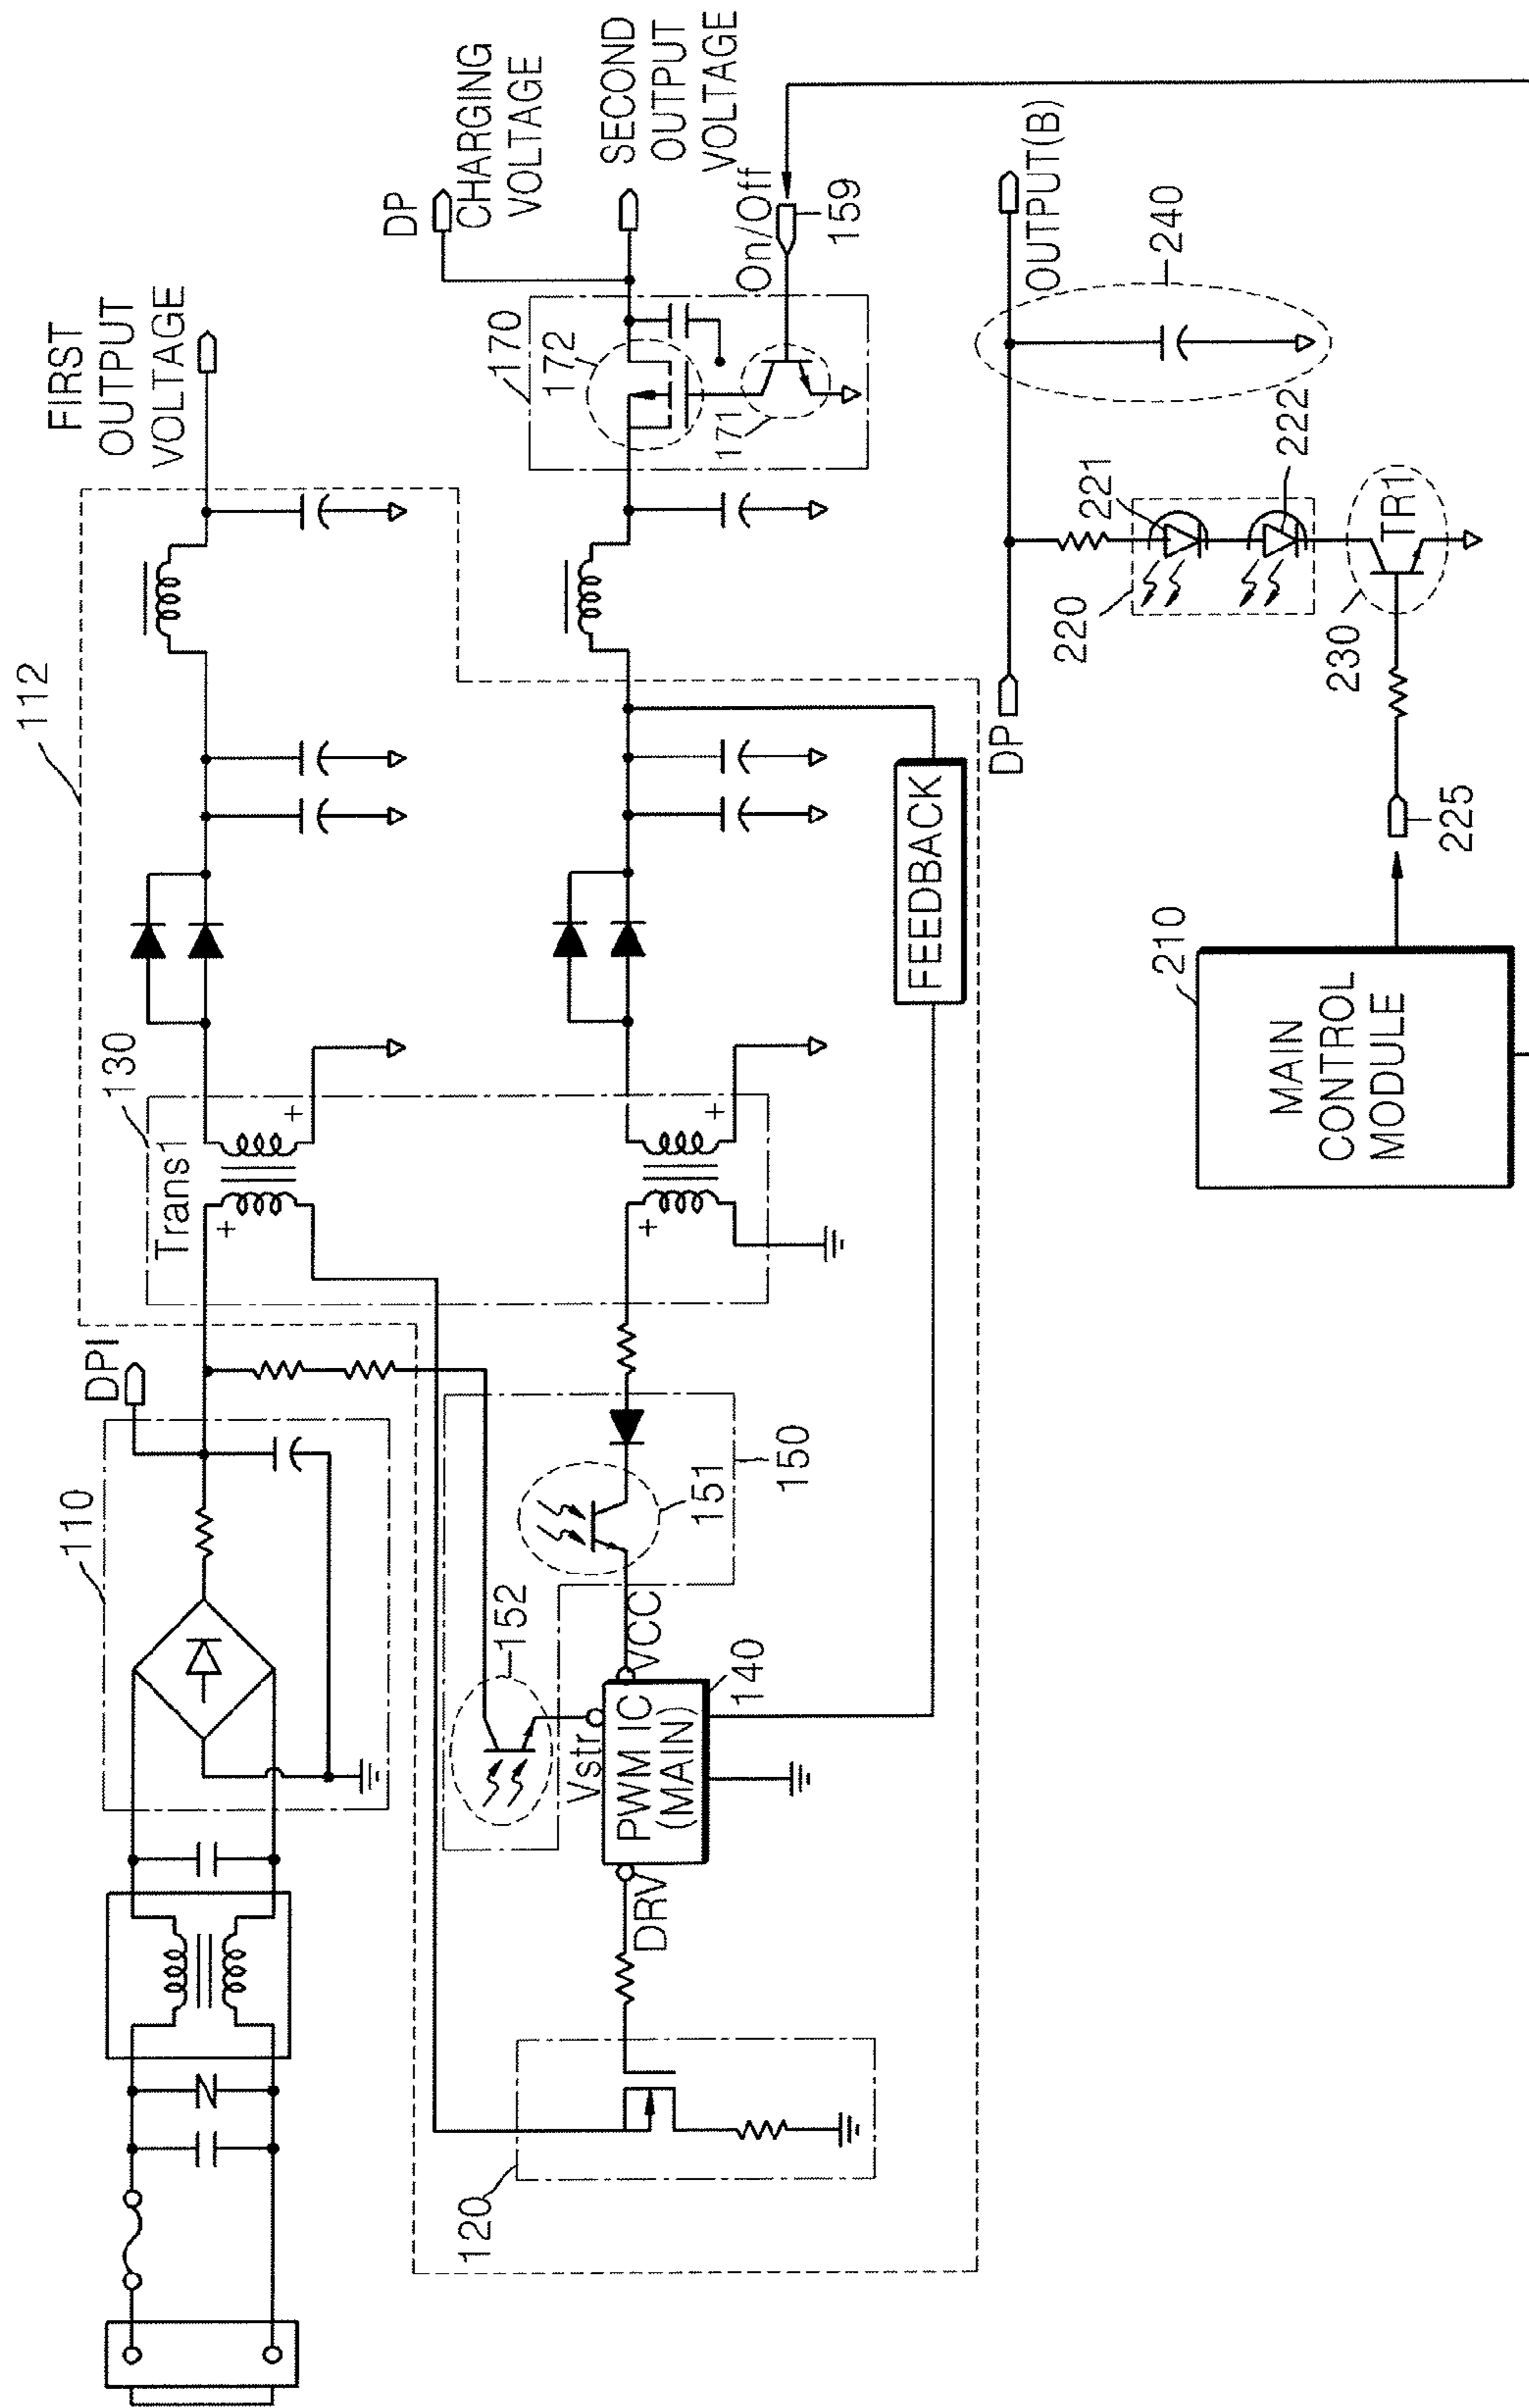 FIRST
OUTPUT
VOLTAGE
DP
CHARGING
VOLTAGE
SECOND
OUTPUT
VOLTAGE
112
130
Trans1
+
+
+
+
DPI
110
170
172
171
On/Off
159
150
151
152
Vstr
VCC
PWM IC
(MAIN)
140
DRV
120
FEEDBACK
DP
OUTPUT(B)
240
220
221
222
TR1
230
225
210
MAIN
CONTROL
MODULE